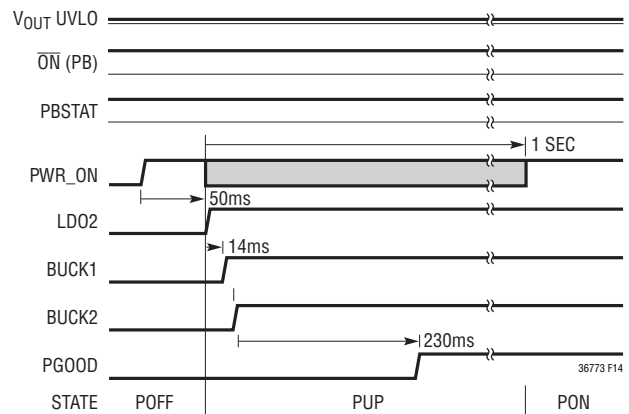 VOUT UVLO
ON (PB)
PBSTAT
1 SEC
PWR_ON
50ms
LDO2
14ms
BUCK1
BUCK2
230ms
PGOOD
36773 F14
STATE POFF PUP PON